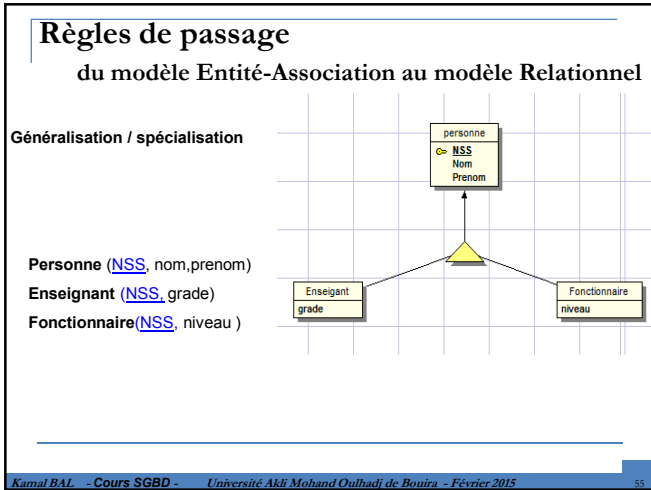 Règles de passage
du modèle Entité-Association au modèle Relationnel
Généralisation / spécialisation
personne
NSS
Nom
Prenom
Personne (NSS, nom,prenom)
Enseignant (NSS, grade)
Fonctionnaire(NSS, niveau )
Enseigant
grade
Fonctionnaire
niveau
Kamal BAL - Cours SGBD - Université Akli Mohand Oulhadj de Bouira - Février 2015 55